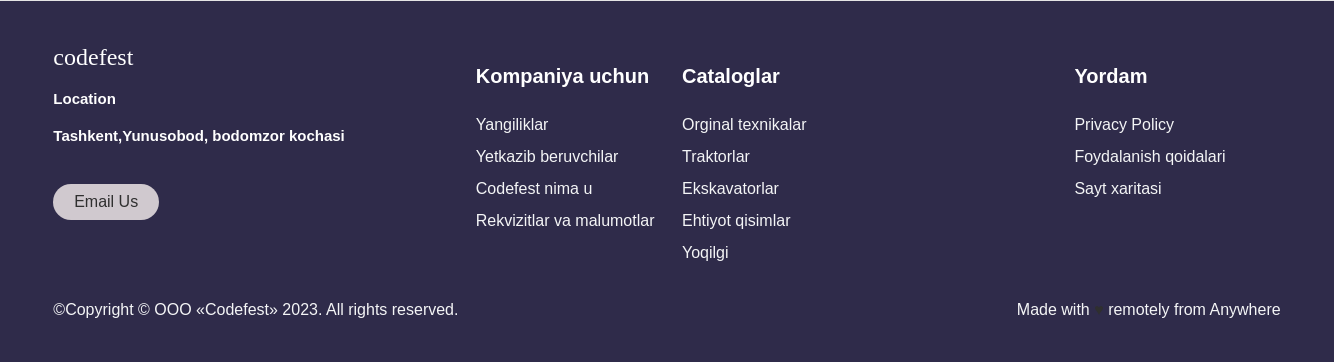 codefest
Location
Tashkent,Yunusobod, bodomzor kochasi
Email Us
Kompaniya uchun
Yangiliklar
Yetkazib beruvchilar
Codefest nima u
Rekvizitlar va malumotlar
Cataloglar
Orginal texnikalar
Traktorlar
Ekskavatorlar
Ehtiyot qisimlar
Yoqilgi
Yordam
Privacy Policy
Foydalanish qoidalari
Sayt xaritasi
©Copyright © OOO «Codefest» 2023. All rights reserved.
Made with ♥ remotely from Anywhere